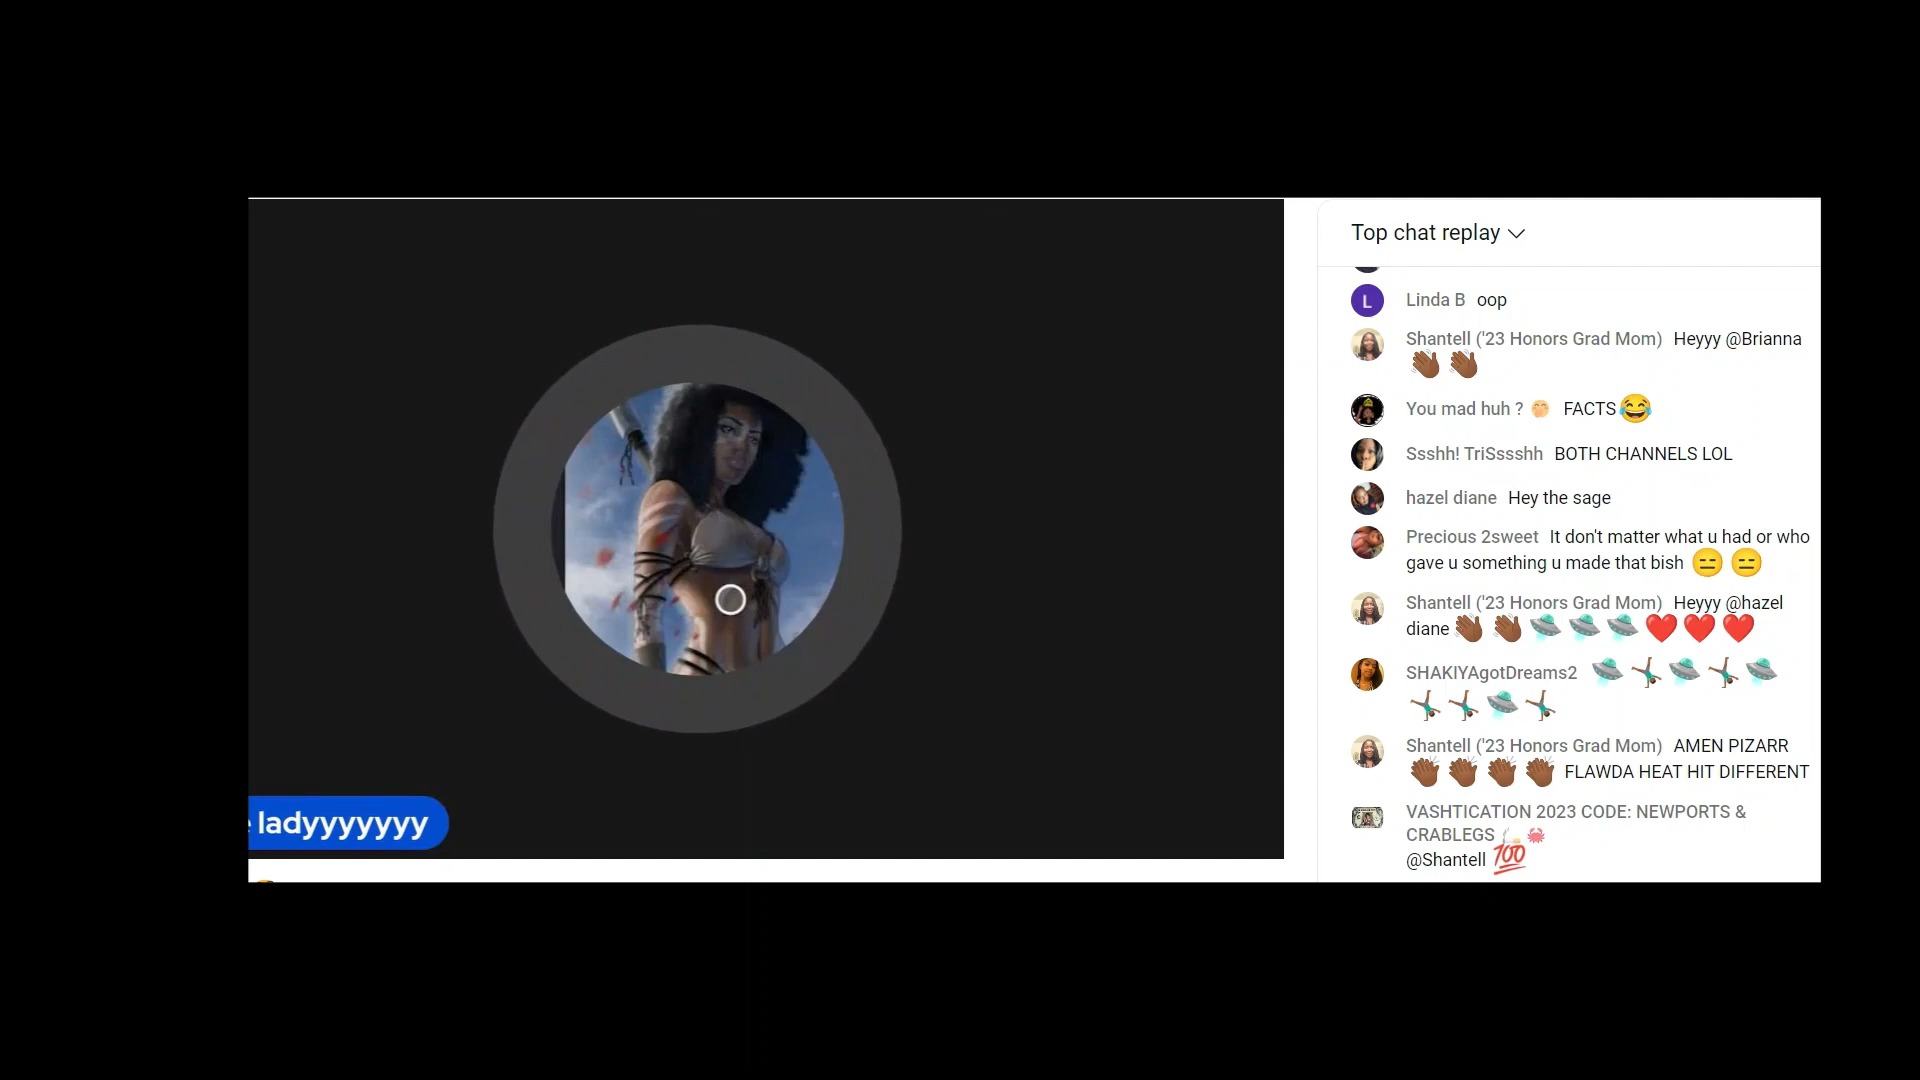 Top chat replay
L Linda B oop
Shantell ('23 Honors Grad Mom) Heyyy @Brianna
👋🏾 👋🏾
You mad huh ? 🤭 FACTS😂
Ssshh! TriSssshh BOTH CHANNELS LOL
hazel diane Hey the sage
Precious 2sweet It don't matter what u had or who
gave u something u made that bish 😑 😑
Shantell ('23 Honors Grad Mom) Heyyy @hazel
diane 👋🏾 👋🏾 🛸 🛸 🛸 ❤️ ❤️ ❤️
SHAKIYAgotDreams2 🛸 🤸🏾 🛸 🤸🏾 🛸
🤸🏾 🤸🏾 🛸 🤸🏾
Shantell ('23 Honors Grad Mom) AMEN PIZARR
👏🏾 👏🏾 👏🏾 👏🏾 FLAWDA HEAT HIT DIFFERENT
VASHTICATION 2023 CODE: NEWPORTS &
CRABLEGS 🚬 🦀
@Shantell 💯
ladyyyyyyy